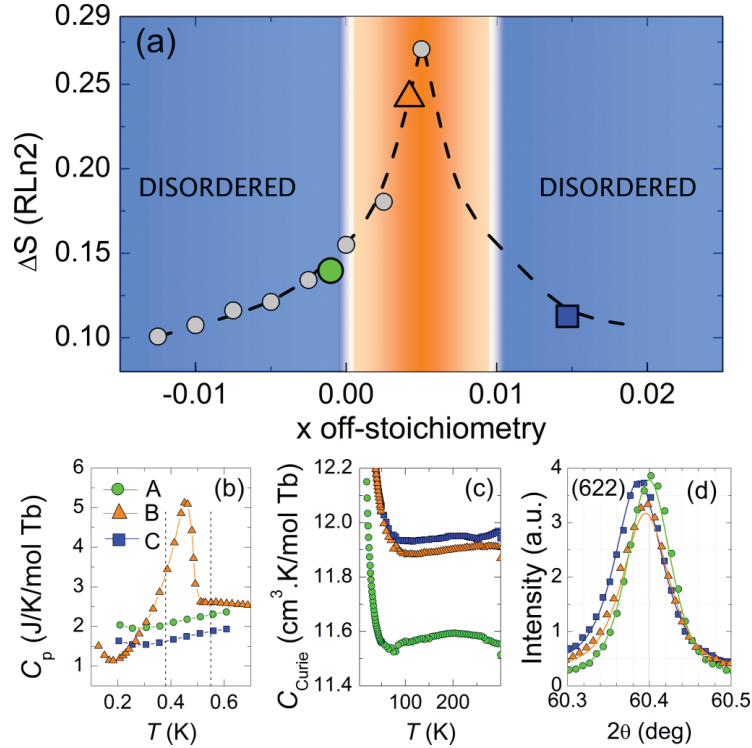 (a)
0.29
0.25
0.20
0.15
0.10
ΔS (RLn2)
DISORDERED
DISORDERED
-0.01
0.00
0.01
0.02
x off-stoichiometry
6
5
4
3
2
1
Cp (J/K/mol Tb)
A
B
C
(b)
0.2
0.4
0.6
T (K)
12.2
12.0
11.8
11.6
11.4
CCurie (cm³.K/mol Tb)
(c)
100
200
T (K)
4
3
2
1
0
Intensity (a.u.)
(622)
(d)
60.3
60.4
60.5
2θ (deg)